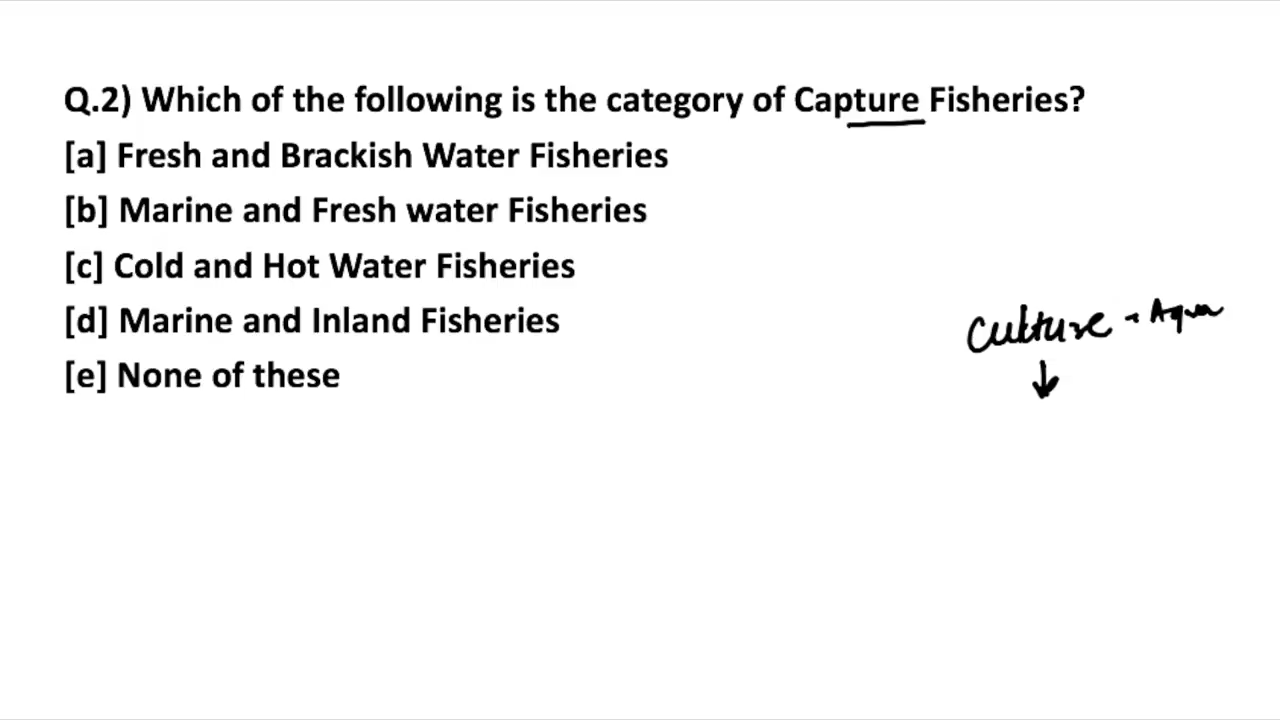 Q.2) Which of the following is the category of Capture Fisheries?
[a] Fresh and Brackish Water Fisheries
[b] Marine and Fresh water Fisheries
[c] Cold and Hot Water Fisheries
[d] Marine and Inland Fisheries
[e] None of these
Culture - Aqua